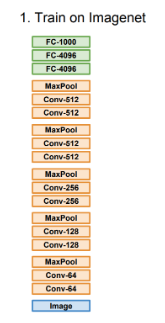 1. Train on Imagenet
FC-1000
FC-4096
FC-4096
MaxPool
Conv-512
Conv-512
MaxPool
Conv-512
Conv-512
MaxPool
Conv-256
Conv-256
MaxPool
Conv-128
Conv-128
MaxPool
Conv-64
Conv-64
Image